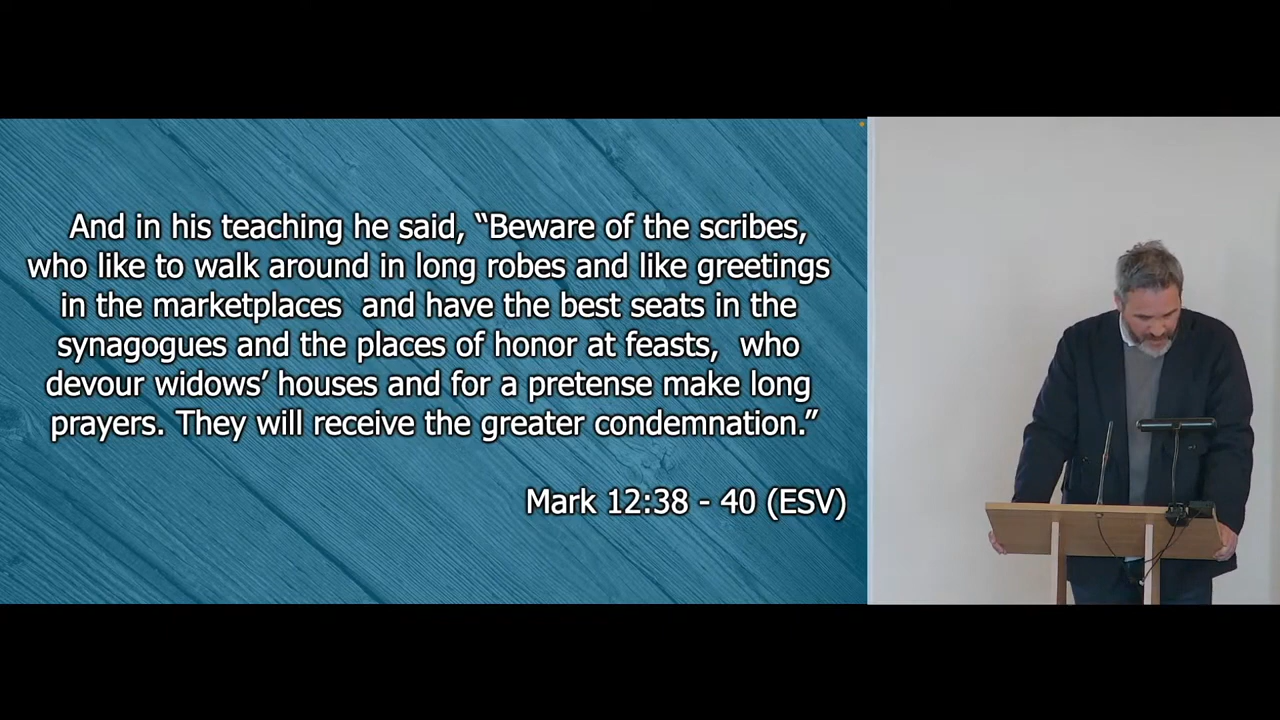 And in his teaching he said, “Beware of the scribes,
who like to walk around in long robes and like greetings
in the marketplaces  and have the best seats in the
synagogues and the places of honor at feasts,  who
devour widows’ houses and for a pretense make long
prayers. They will receive the greater condemnation.”
Mark 12:38 - 40 (ESV)